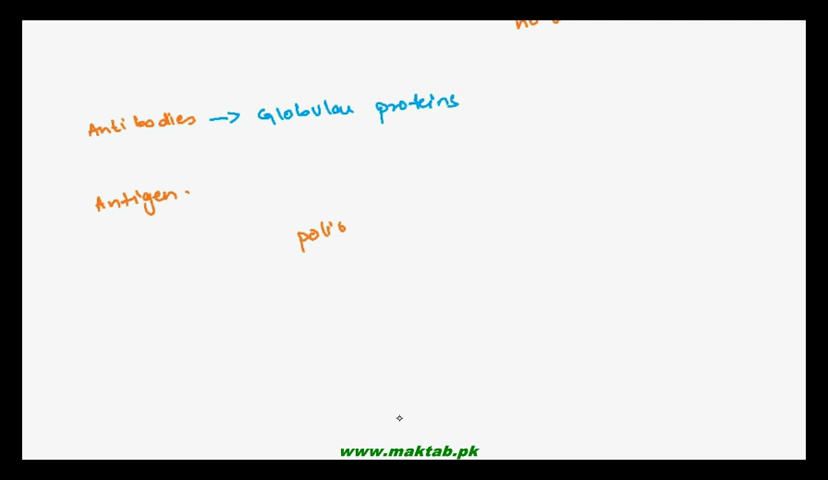 Antibodies → Globular proteins
Antigen.
polio
www.maktab.pk